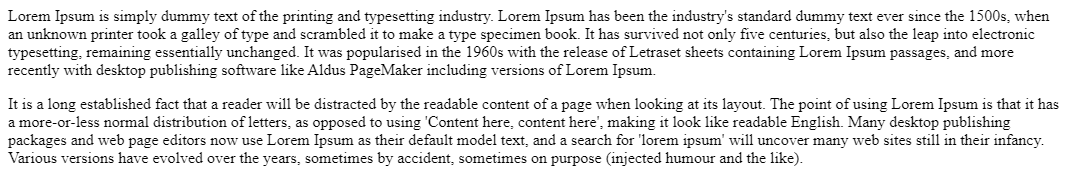 Lorem Ipsum is simply dummy text of the printing and typesetting industry. Lorem Ipsum has been the industry's standard dummy text ever since the 1500s, when
an unknown printer took a galley of type and scrambled it to make a type specimen book. It has survived not only five centuries, but also the leap into electronic
typesetting, remaining essentially unchanged. It was popularised in the 1960s with the release of Letraset sheets containing Lorem Ipsum passages, and more
recently with desktop publishing software like Aldus PageMaker including versions of Lorem Ipsum.
It is a long established fact that a reader will be distracted by the readable content of a page when looking at its layout. The point of using Lorem Ipsum is that it has
a more-or-less normal distribution of letters, as opposed to using 'Content here, content here', making it look like readable English. Many desktop publishing
packages and web page editors now use Lorem Ipsum as their default model text, and a search for 'lorem ipsum' will uncover many web sites still in their infancy.
Various versions have evolved over the years, sometimes by accident, sometimes on purpose (injected humour and the like).